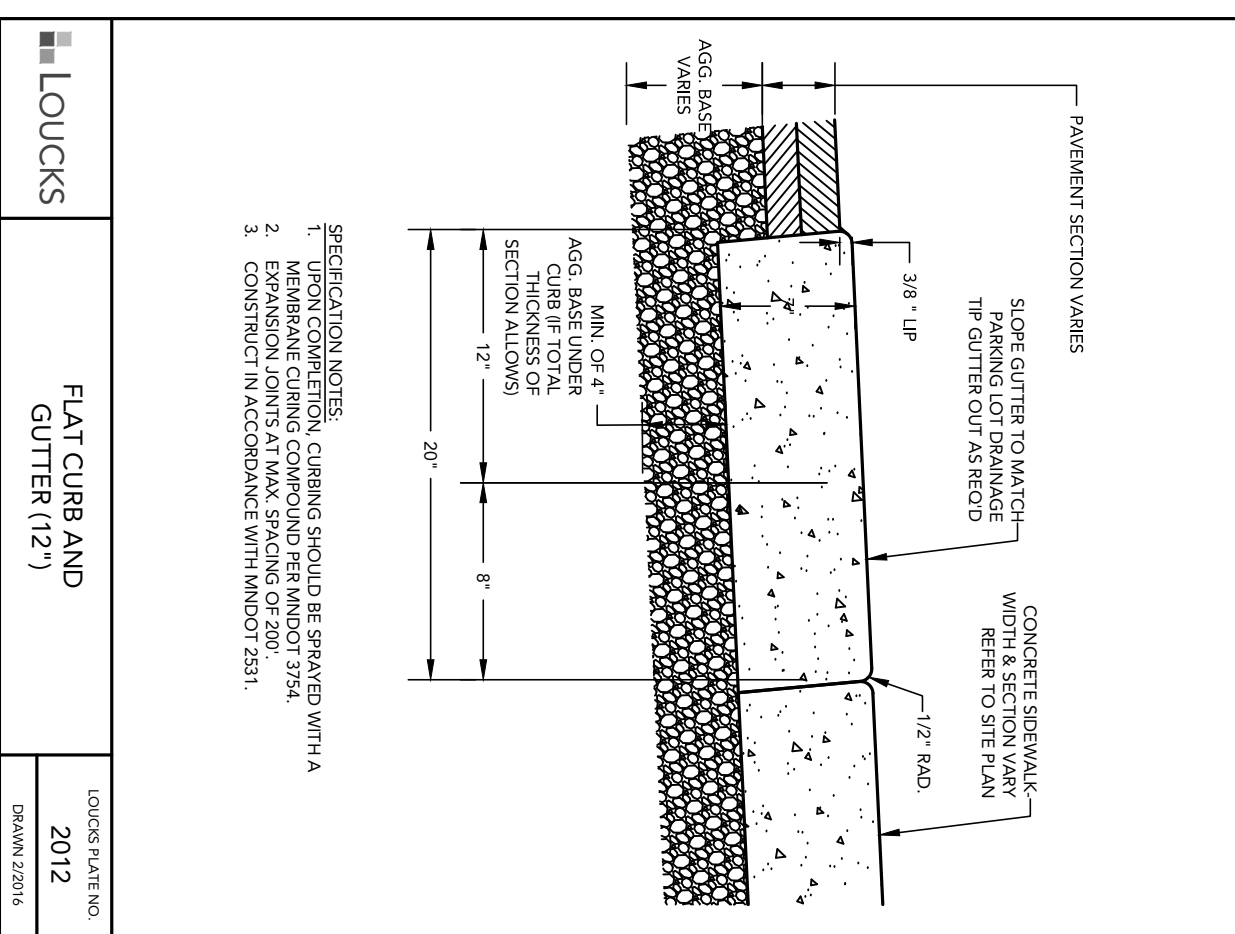 PAVEMENT SECTION VARIES
SLOPE GUTTER TO MATCH
PARKING LOT DRAINAGE
TIP GUTTER OUT AS REQ'D
CONCRETE SIDEWALK-
WIDTH & SECTION VARY
REFER TO SITE PLAN
3/8 " LIP
1/2" RAD.
AGG. BASE
VARIES
MIN. OF 4"
AGG. BASE UNDER
CURB (IF TOTAL
THICKNESS OF
SECTION ALLOWS)
12"
8"
20"
SPECIFICATION NOTES:
1. UPON COMPLETION, CURBING SHOULD BE SPRAYED WITH A
MEMBRANE CURING COMPOUND PER MNDOT 3754.
2. EXPANSION JOINTS AT MAX. SPACING OF 200'.
3. CONSTRUCT IN ACCORDANCE WITH MNDOT 2531.
LOUCKS
FLAT CURB AND
GUTTER (12")
LOUCKS PLATE NO.
2012
DRAWN 2/2016